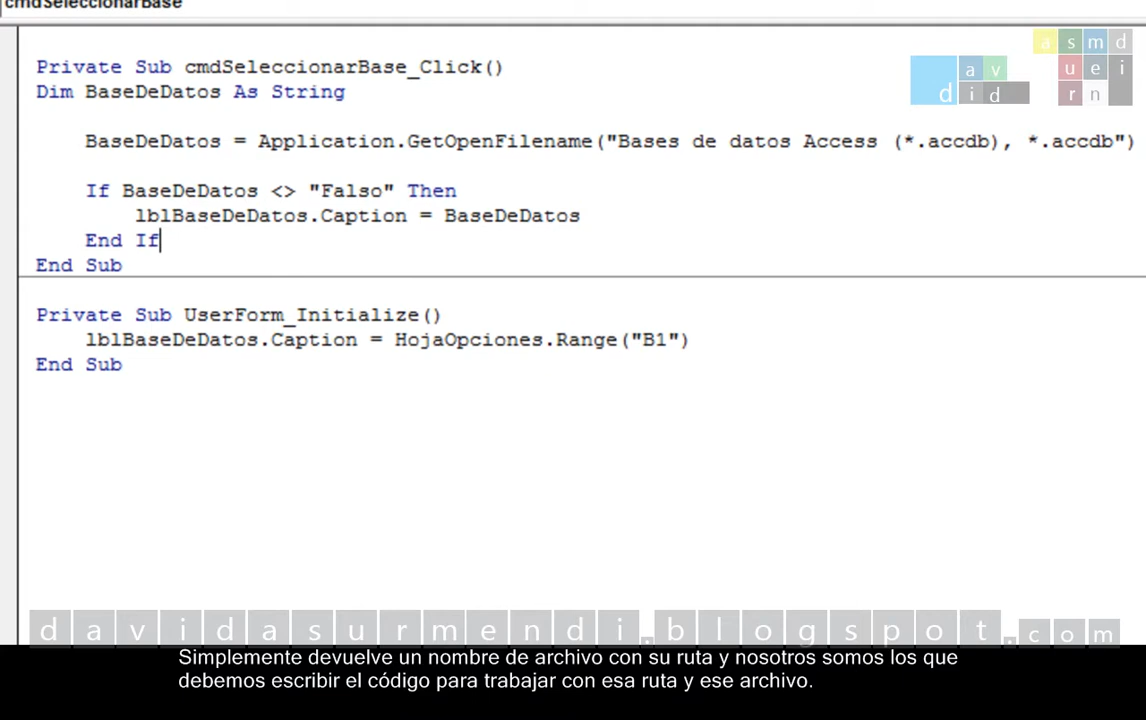 cmdSeleccionarBase
Private Sub cmdSeleccionarBase_Click()
Dim BaseDeDatos As String
BaseDeDatos = Application.GetOpenFilename("Bases de datos Access (*.accdb), *.accdb")
If BaseDeDatos <> "Falso" Then
lblBaseDeDatos.Caption = BaseDeDatos
End If
End Sub
Private Sub UserForm_Initialize()
lblBaseDeDatos.Caption = HojaOpciones.Range("B1")
End Sub
a s m d
a v u e i
d i d r n
davidasurmendi.blogspot.com
Simplemente devuelve un nombre de archivo con su ruta y nosotros somos los que
debemos escribir el código para trabajar con esa ruta y ese archivo.